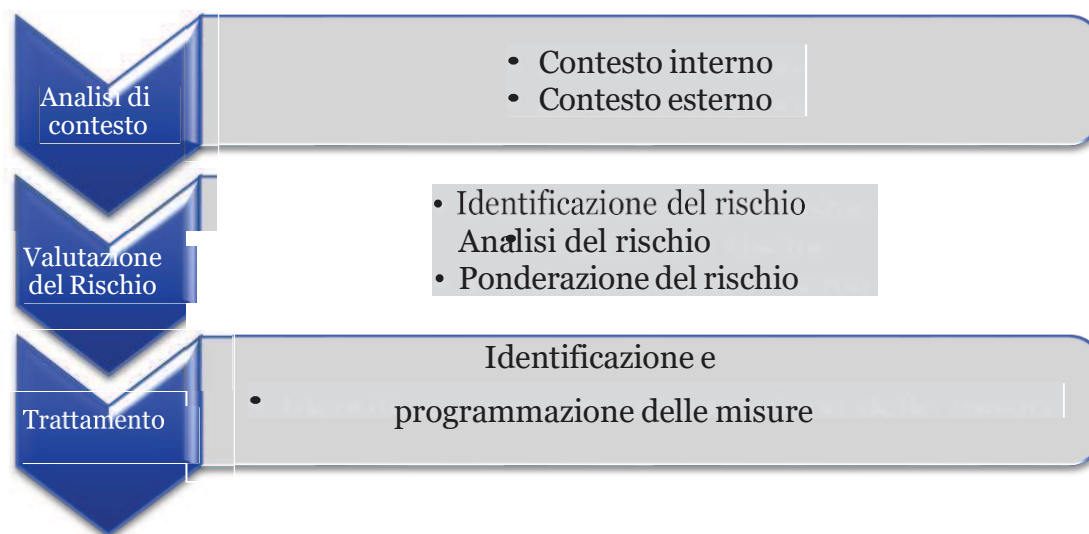 Analisi di
contesto
• Contesto interno
• Contesto esterno
Valutazione
del Rischio
• Identificazione del rischio
• Analisi del rischio
• Ponderazione del rischio
Trattamento
• Identificazione e
programmazione delle misure